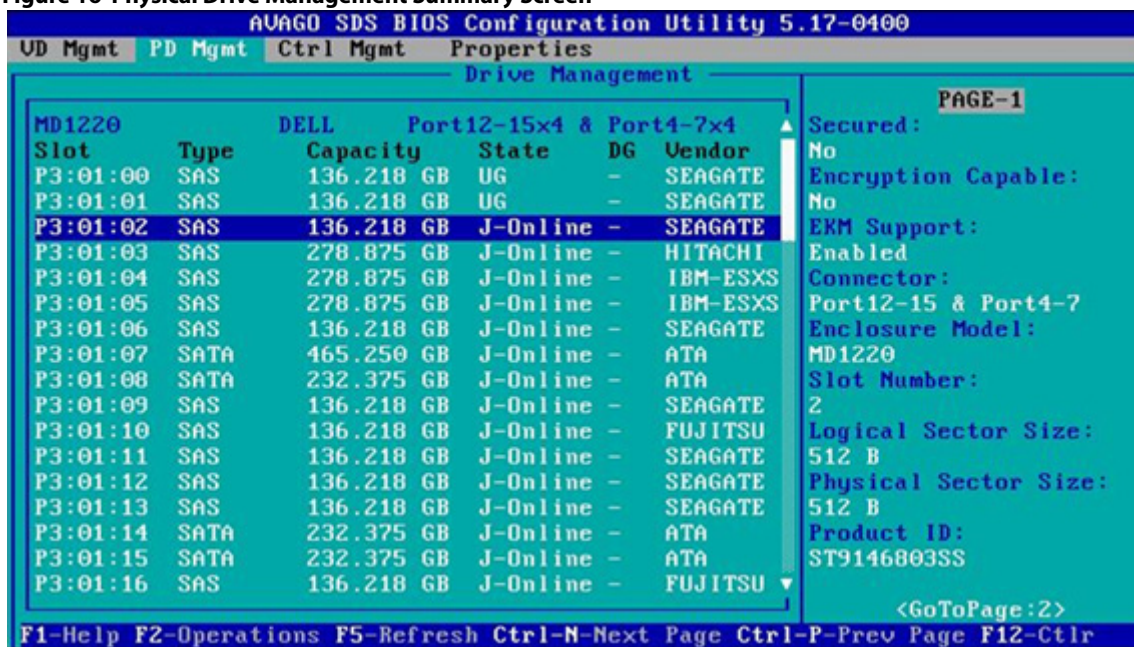 Figure 16 Physical Drive Management Summary Screen
AVAGO SDS BIOS Configuration Utility 5.17-0400
VD Mgmt PD Mgmt Ctrl Mgmt Properties
Drive Management
MD1220 DELL Port12-15x4 & Port4-7x4
Slot Type Capacity State DG Vendor
P3:01:00 SAS 136.218 GB UG - SEAGATE
P3:01:01 SAS 136.218 GB UG - SEAGATE
P3:01:02 SAS 136.218 GB J-Online - SEAGATE
P3:01:03 SAS 278.875 GB J-Online - HITACHI
P3:01:04 SAS 278.875 GB J-Online - IBM-ESXS
P3:01:05 SAS 278.875 GB J-Online - IBM-ESXS
P3:01:06 SAS 136.218 GB J-Online - SEAGATE
P3:01:07 SATA 465.250 GB J-Online - ATA
P3:01:08 SATA 232.375 GB J-Online - ATA
P3:01:09 SAS 136.218 GB J-Online - SEAGATE
P3:01:10 SAS 136.218 GB J-Online - FUJITSU
P3:01:11 SAS 136.218 GB J-Online - SEAGATE
P3:01:12 SAS 136.218 GB J-Online - SEAGATE
P3:01:13 SAS 136.218 GB J-Online - SEAGATE
P3:01:14 SATA 232.375 GB J-Online - ATA
P3:01:15 SATA 232.375 GB J-Online - ATA
P3:01:16 SAS 136.218 GB J-Online - FUJITSU
PAGE-1
Secured:
No
Encryption Capable:
No
EKM Support:
Enabled
Connector:
Port12-15 & Port4-7
Enclosure Model:
MD1220
Slot Number:
2
Logical Sector Size:
512 B
Physical Sector Size:
512 B
Product ID:
ST9146803SS
<GoToPage:2>
F1-Help F2-Operations F5-Refresh Ctrl-N-Next Page Ctrl-P-Prev Page F12-Ctlr